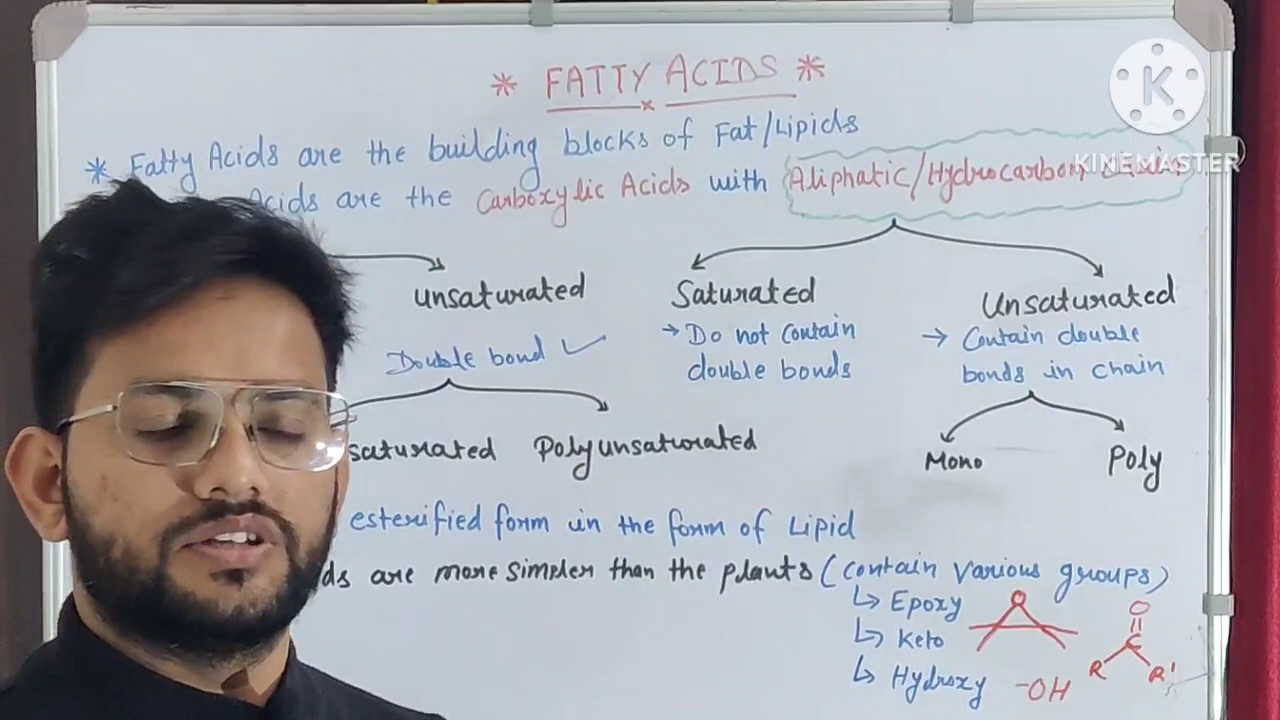 * FATTY ACIDS *
* Fatty Acids are the building blocks of Fat/Lipids
Acids are the Carboxylic Acids with Aliphatic/Hydrocarbon
K
KINEMASTER
unsaturated
Saturated
Unsaturated
Double bond ✓
→ Do not contain
double bonds
→ Contain double
bonds in chain
saturated
Polyunsaturated
Mono
Poly
esterified form in the form of Lipid
ds are more simpler than the plants (contain various groups)
↳ Epoxy
O
↳ Keto
O
R
C
R'
↳ Hydroxy
-OH